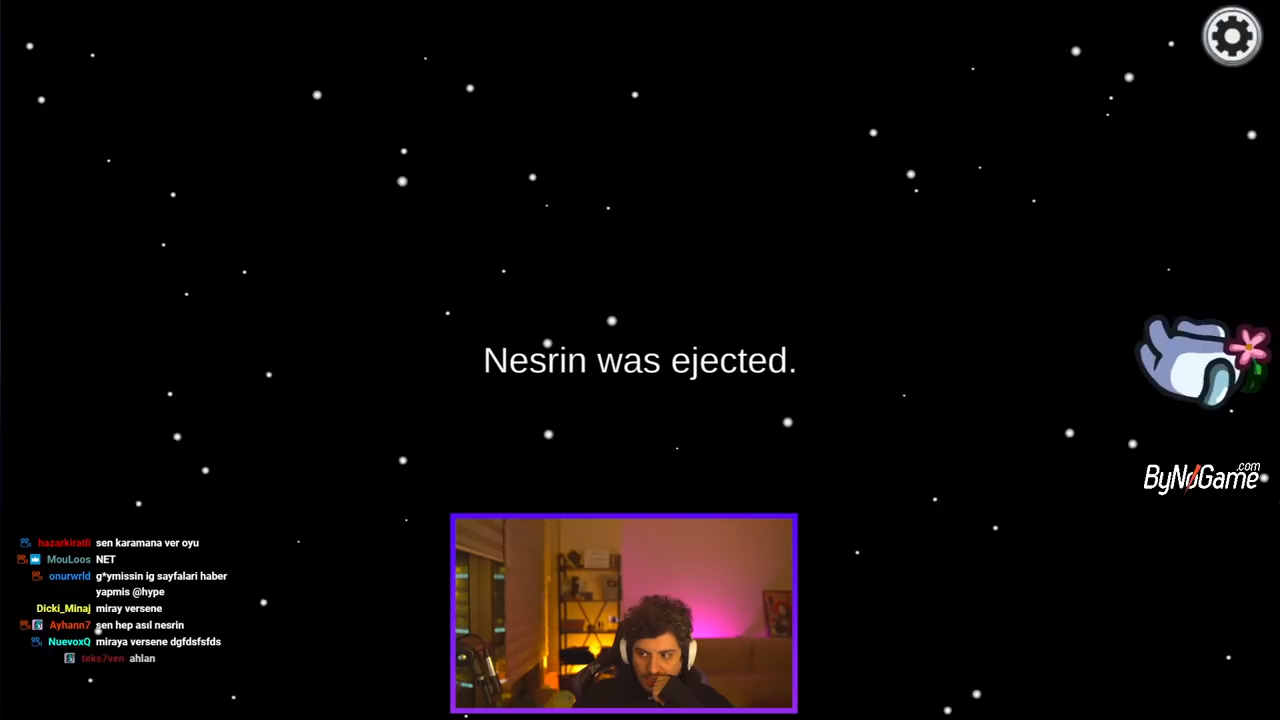 Nesrin was ejected.
ByNoGame.com
hazarkiratli sen karamana ver oyu
MouLoos NET
onurwrld g*ymissin ig sayfalari haber
yapmis @hype
Dicki_Minaj miray versene
Ayhann7 sen hep asıl nesrin
NuevoxQ miraya versene dgfdsfsfds
teks7ven ahlan